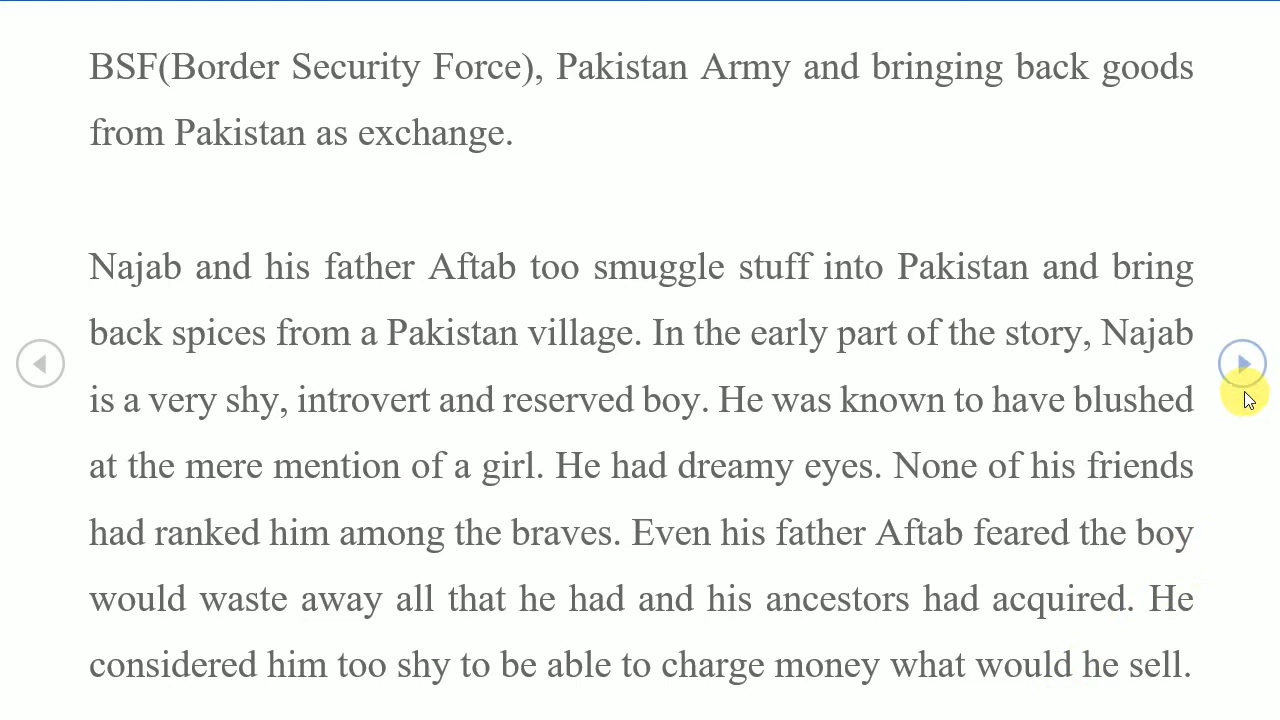 BSF(Border Security Force), Pakistan Army and bringing back goods
from Pakistan as exchange.
Najab and his father Aftab too smuggle stuff into Pakistan and bring
back spices from a Pakistan village. In the early part of the story, Najab
is a very shy, introvert and reserved boy. He was known to have blushed
at the mere mention of a girl. He had dreamy eyes. None of his friends
had ranked him among the braves. Even his father Aftab feared the boy
would waste away all that he had and his ancestors had acquired. He
considered him too shy to be able to charge money what would he sell.